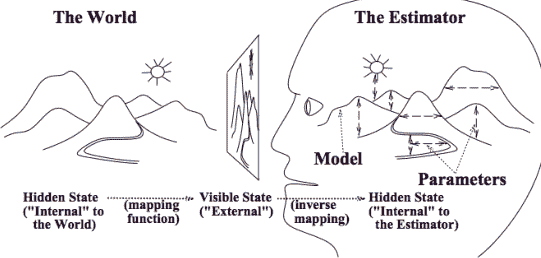 The World
The Estimator
Model
Parameters
Hidden State
("Internal" to
the World)
(mapping
function)
Visible State
("External")
(inverse
mapping)
Hidden State
("Internal" to
the Estimator)